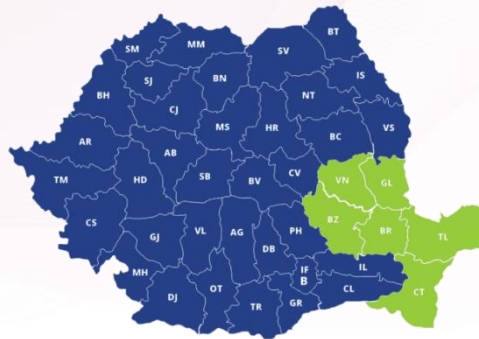 BT
SM
MM
SV
SJ
BN
IS
BH
NT
CJ
MS
HR
BC
VS
AR
AB
VN
GL
TM
HD
SB
BV
CV
CS
BZ
BR
TL
GJ
VL
AG
PH
DB
MH
IF
IL
B
CT
DJ
OT
TR
GR
CL